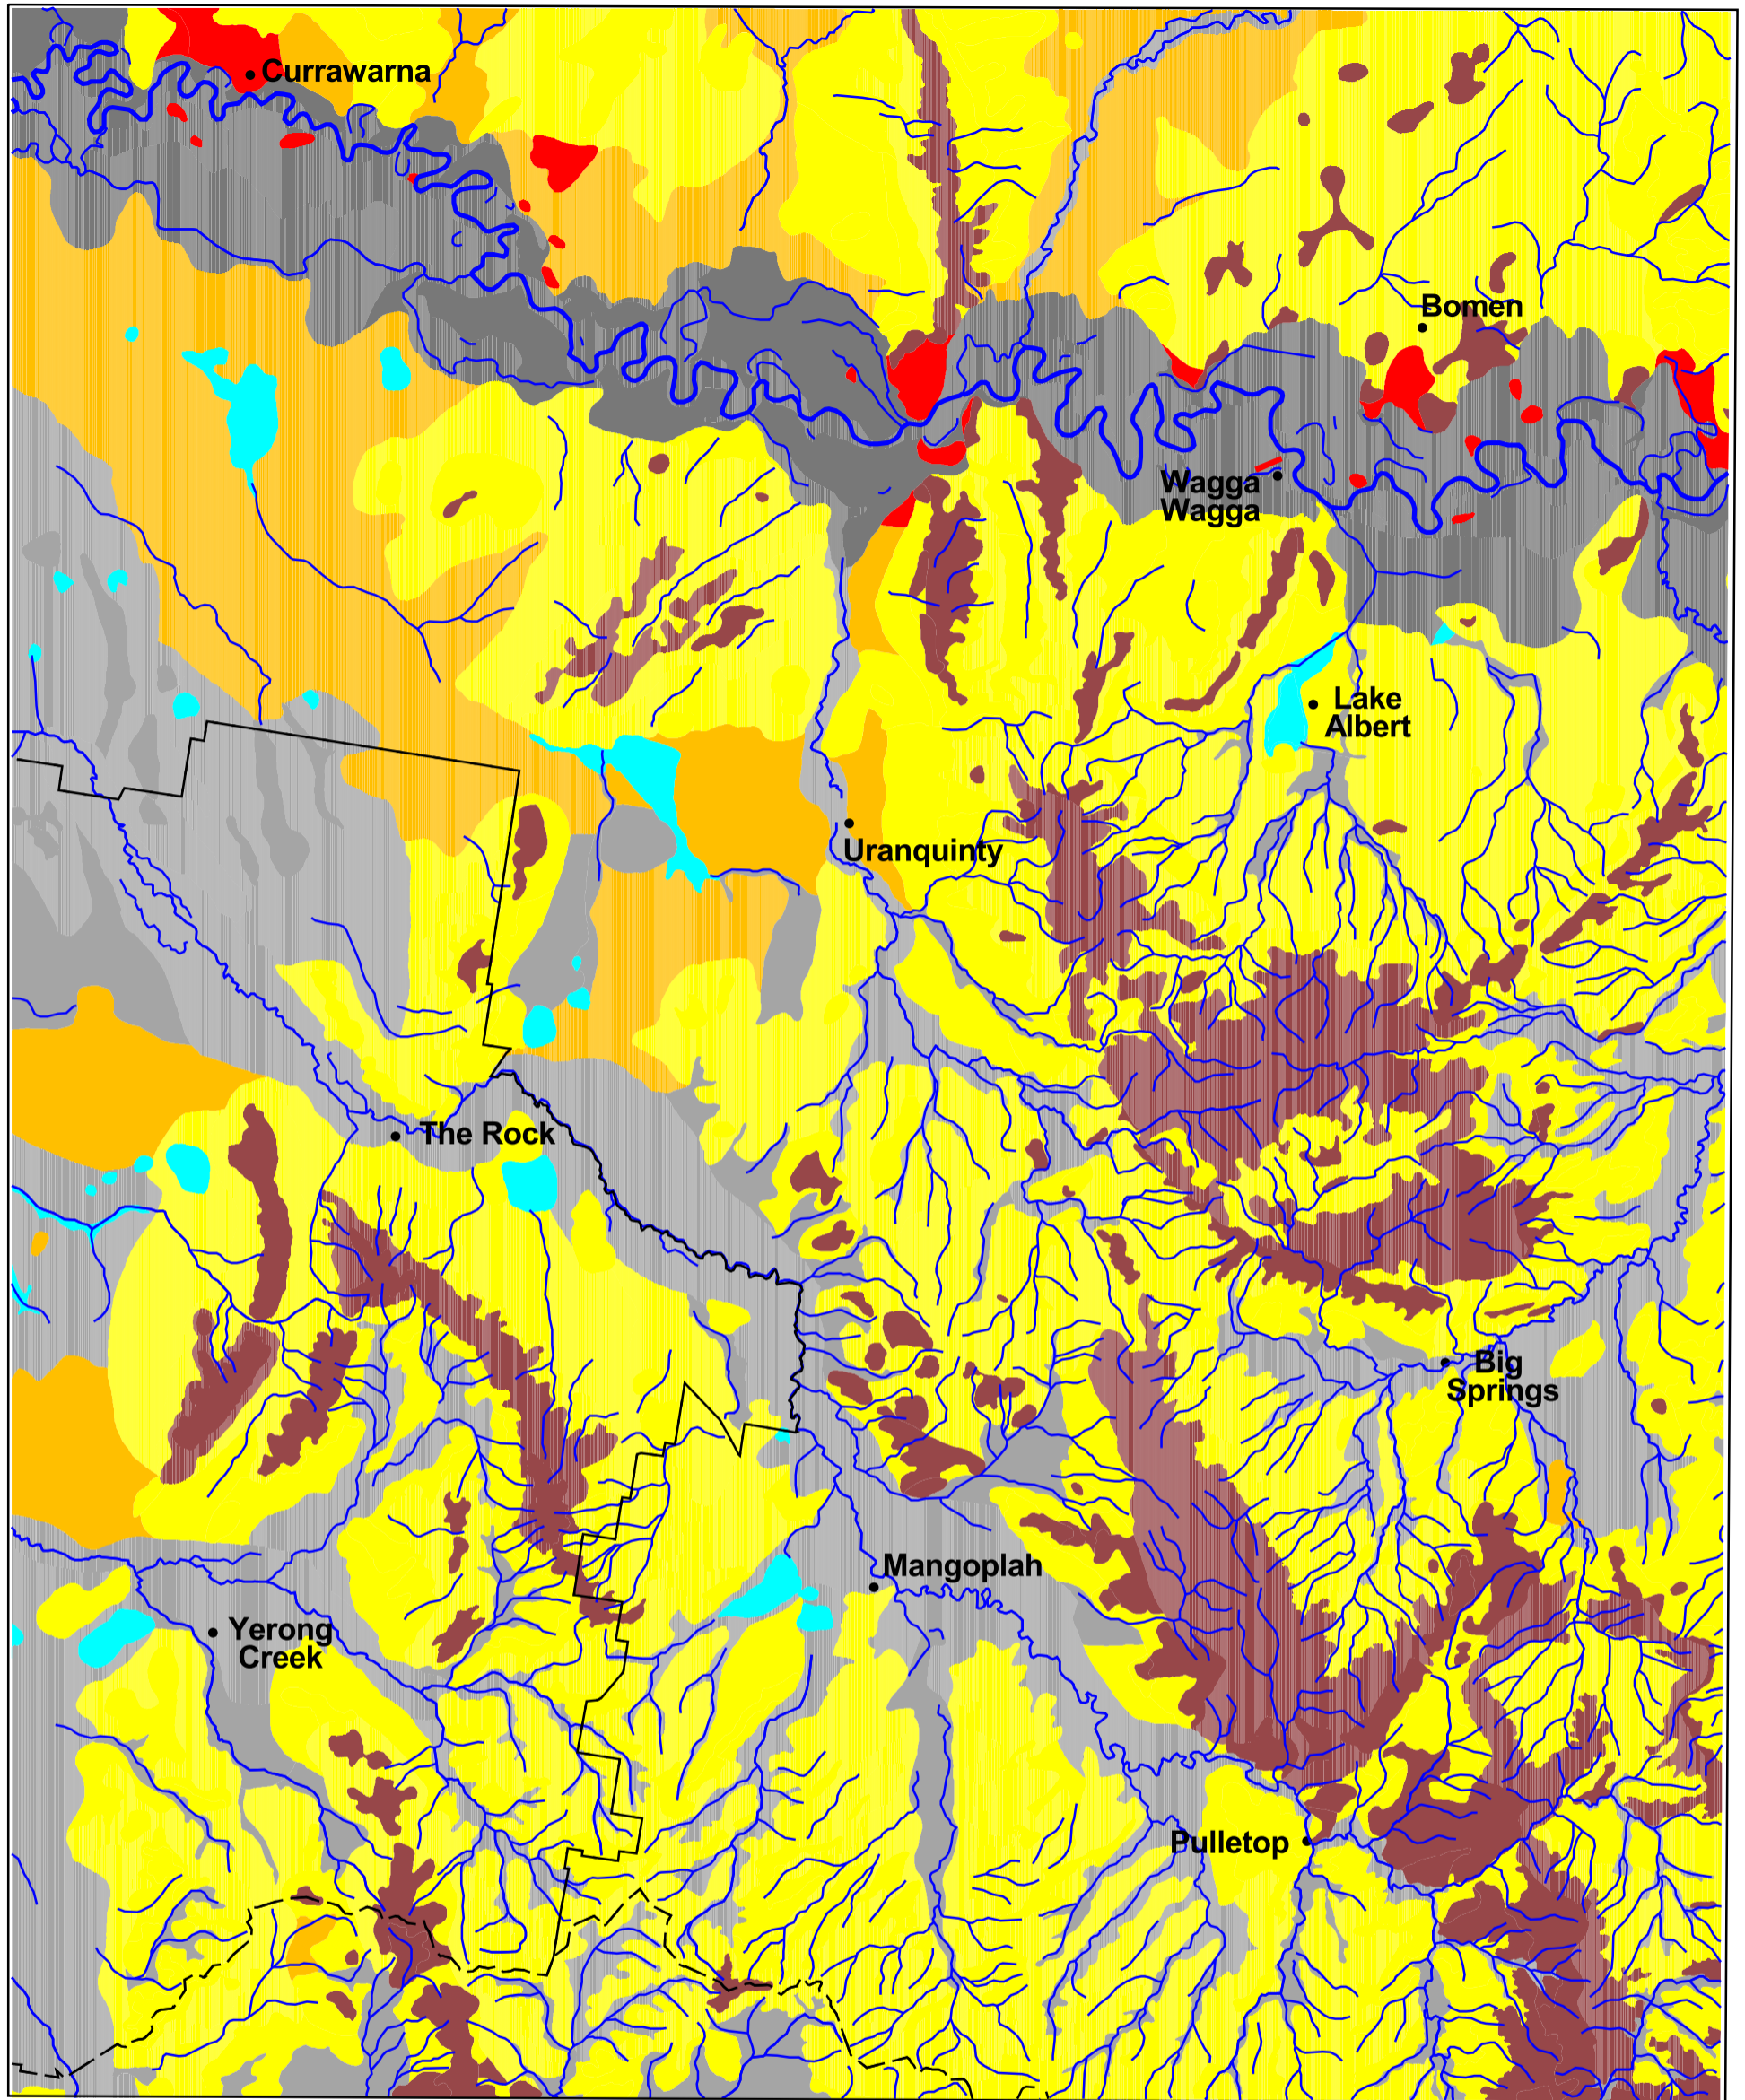 Currawarna
Bomen
Wagga
Wagga
Lake
Albert
Uranquinty
The Rock
Big
Springs
Mangoplah
Yerong
Creek
Pulletop